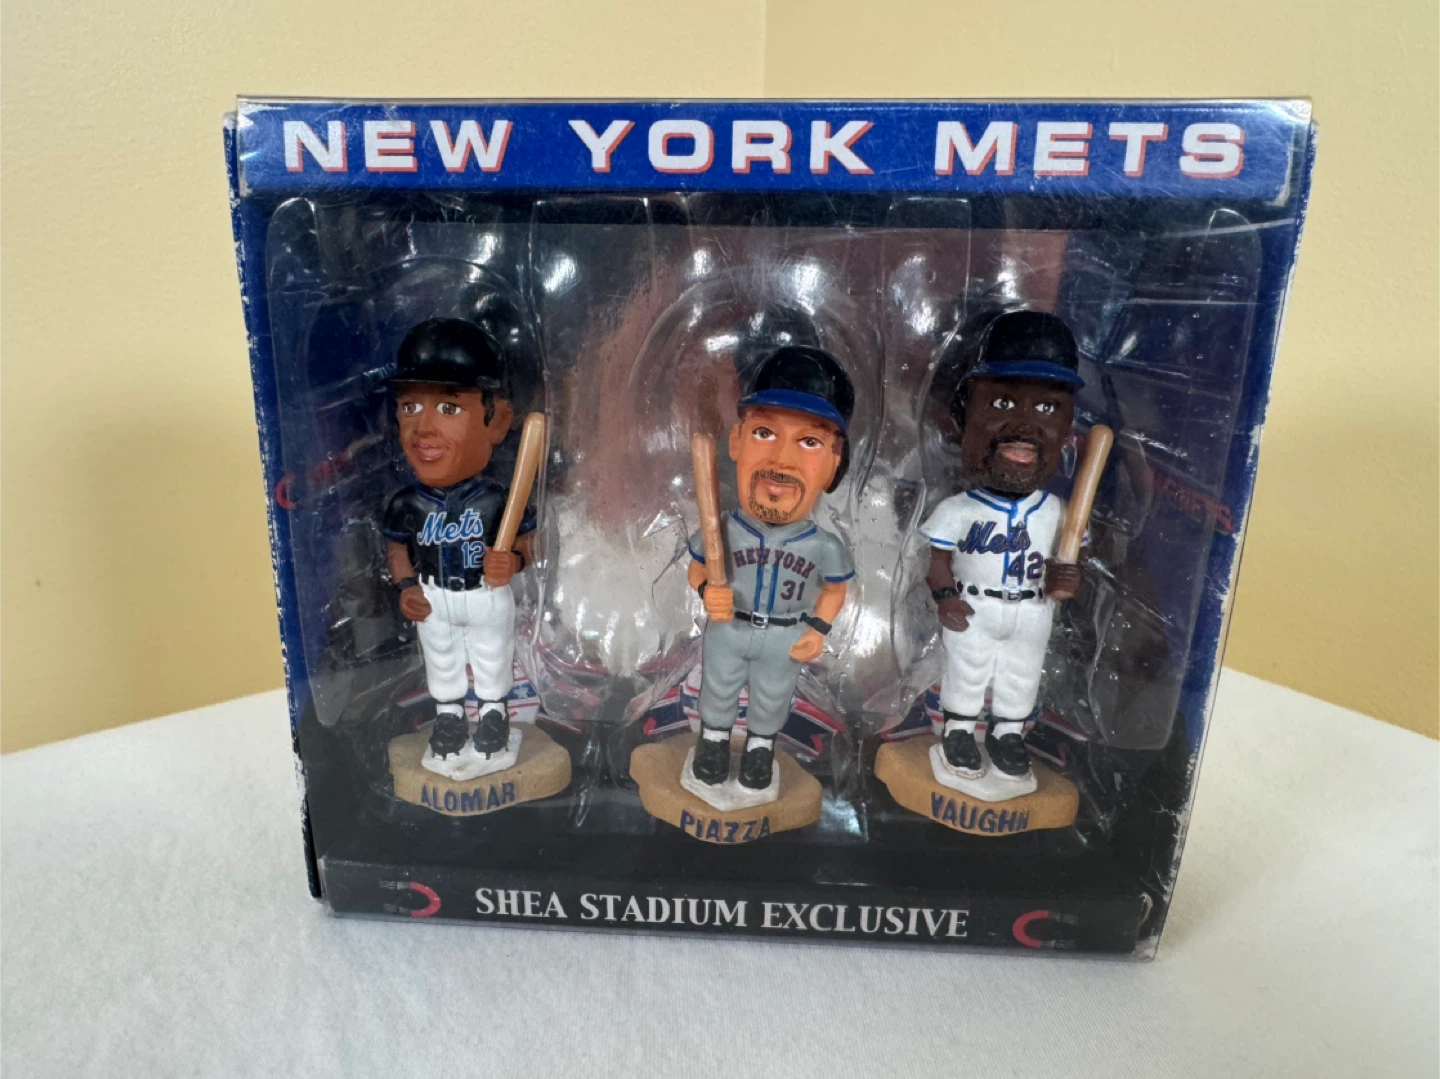 NEW YORK METS
Mets
12
NEW YORK
31
Mets
42
ALOMAR
PIAZZA
VAUGHN
SHEA STADIUM EXCLUSIVE